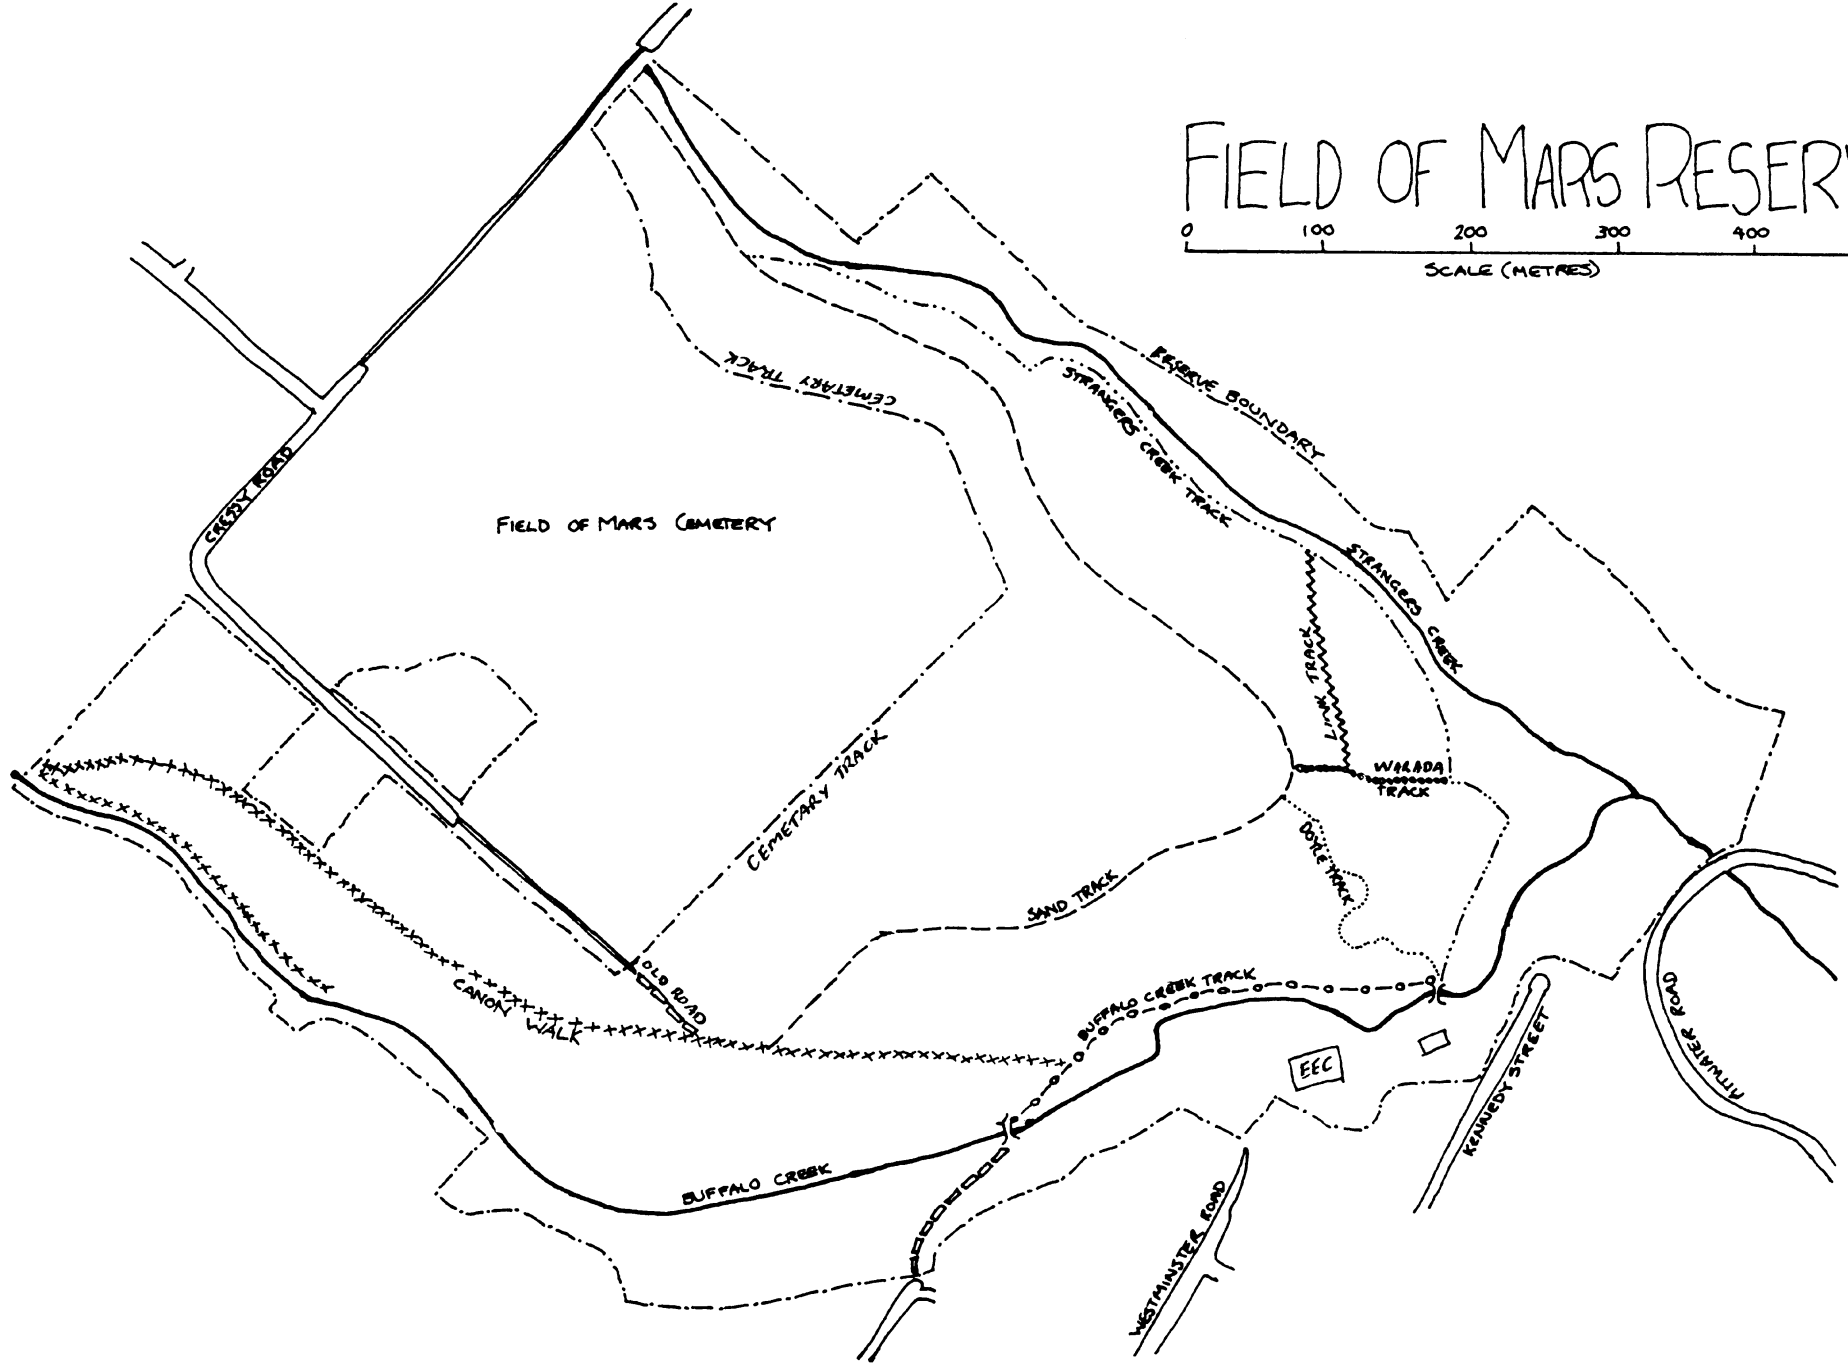 FIELD OF MARS RESER
0 100 200 300 400
SCALE (METRES)
RESERVE BOUNDARY
CEMETARY TRACK
STRANGERS CREEK TRACK
CRESSY ROAD
FIELD OF MARS CEMETERY
STRANGERS CREEK
LINK TRACK
WARADA
TRACK
CEMETARY TRACK
DOYLE TRACK
SAND TRACK
OLD ROAD
CANON WALK
BUFFALO CREEK TRACK
PITTWATER ROAD
EEC
KENNEDY STREET
BUFFALO CREEK
WESTMINSTER ROAD